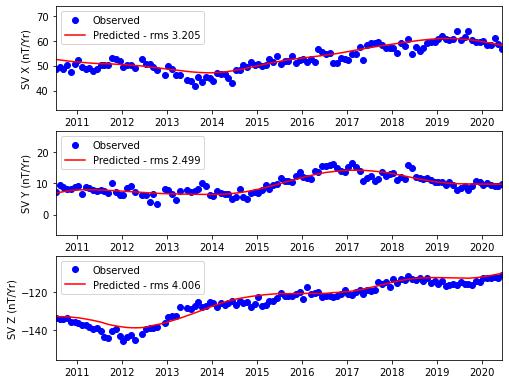 SV X (nT/Yr)
70
60
50
40
Observed
Predicted - rms 3.205
2011 2012 2013 2014 2015 2016 2017 2018 2019 2020
SV Y (nT/Yr)
20
10
0
Observed
Predicted - rms 2.499
2011 2012 2013 2014 2015 2016 2017 2018 2019 2020
SV Z (nT/Yr)
−120
−140
Observed
Predicted - rms 4.006
2011 2012 2013 2014 2015 2016 2017 2018 2019 2020